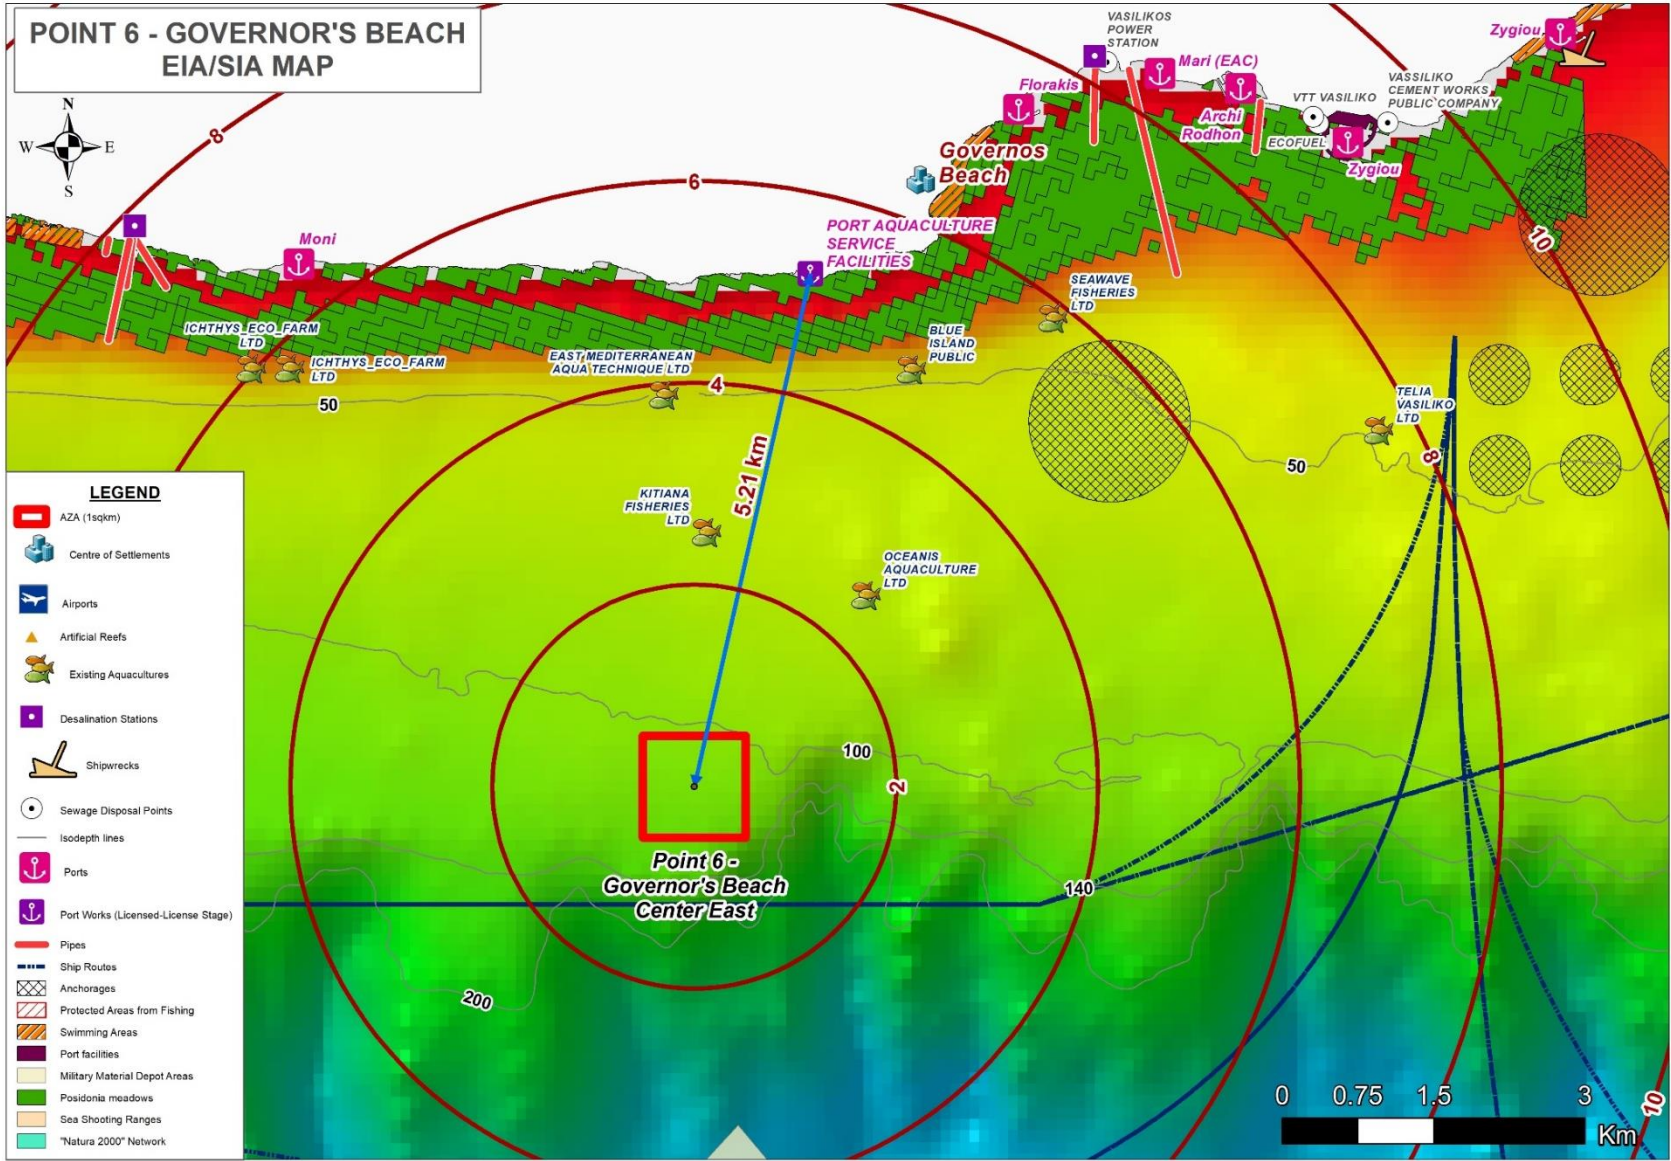 POINT 6 - GOVERNOR'S BEACH
EIA/SIA MAP
N
W
E
S
8
6
4
2
8
10
10
VASILIKOS
POWER
STATION
Zygiou
Mari (EAC)
Florakis
VASSILIKO
CEMENT WORKS
PUBLIC COMPANY
VTT VASILIKO
Archi
Rodhon
ECOFUEL
Zygiou
Governos
Beach
PORT AQUACULTURE
SERVICE
FACILITIES
Moni
SEAWAVE
FISHERIES
LTD
ICHTHYS_ECO_FARM
LTD
ICHTHYS_ECO_FARM
LTD
EAST MEDITERRANEAN
AQUA TECHNIQUE LTD
BLUE
ISLAND
PUBLIC
TELIA
VASILIKO
LTD
50
50
5.21 km
KITIANA
FISHERIES
LTD
OCEANIS
AQUACULTURE
LTD
100
140
200
Point 6 -
Governor's Beach
Center East
LEGEND
AZA (1sqkm)
Centre of Settlements
Airports
Artificial Reefs
Existing Aquacultures
Desalination Stations
Shipwrecks
Sewage Disposal Points
Isodepth lines
Ports
Port Works (Licensed-License Stage)
Pipes
Ship Routes
Anchorages
Protected Areas from Fishing
Swimming Areas
Port facilities
Military Material Depot Areas
Posidonia meadows
Sea Shooting Ranges
"Natura 2000" Network
0 0.75 1.5 3
Km